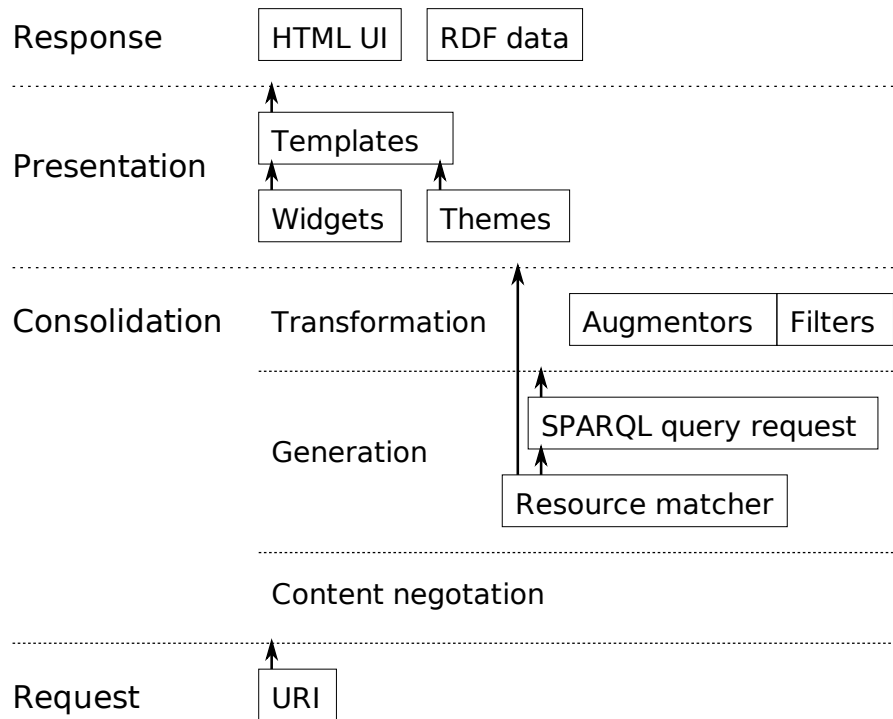 Response
HTML UI
RDF data
Templates
Presentation
Widgets
Themes
Consolidation
Transformation
Augmentors
Filters
SPARQL query request
Generation
Resource matcher
Content negotation
Request
URI